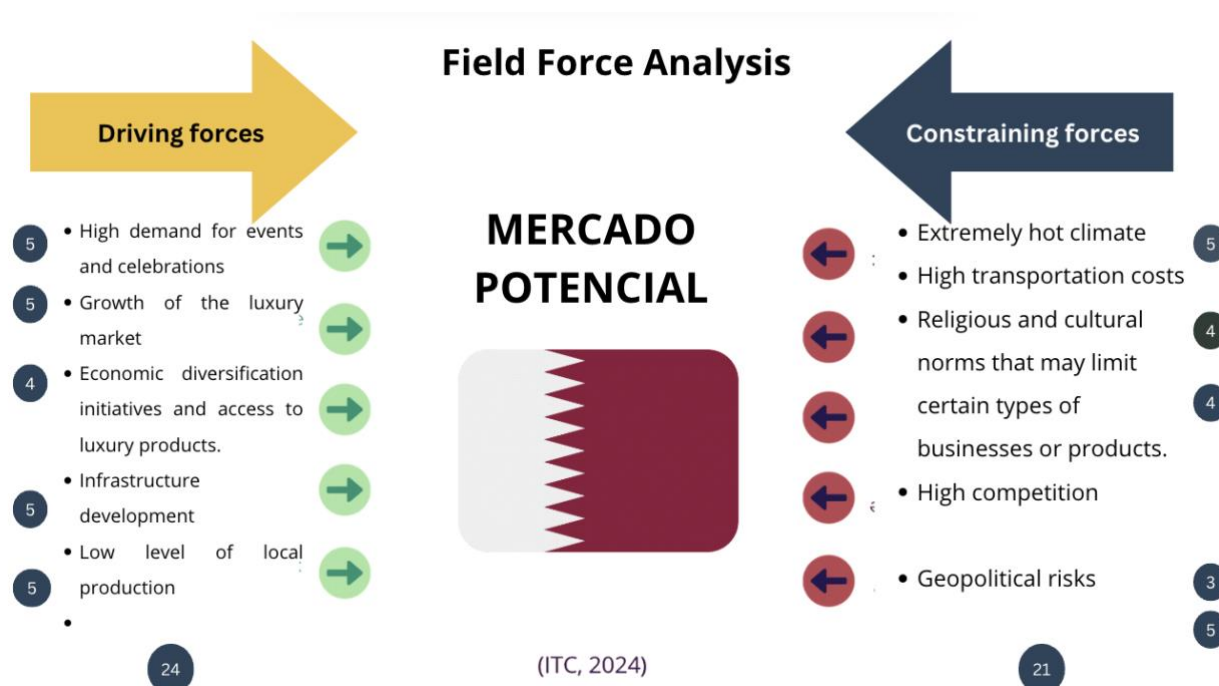 Field Force Analysis
Driving forces
5
High demand for events
and celebrations
5
Growth of the luxury
market
4
Economic diversification
initiatives and access to
luxury products.
5
Infrastructure
development
5
Low level of local
production
24
MERCADO
POTENCIAL
(ITC, 2024)
Constraining forces
Extremely hot climate
5
High transportation costs
Religious and cultural
4
norms that may limit
certain types of
4
businesses or products.
High competition
Geopolitical risks
3
5
21